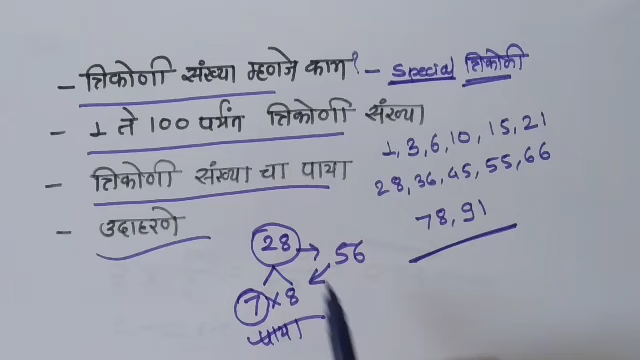 - त्रिकोणी संख्या म्हणजे काय? - special त्रिकोणी
- 1 ते 100 पर्यंत त्रिकोणी संख्या
1, 3, 6, 10, 15, 21
28, 36, 45, 55, 66
78, 91
- त्रिकोणी संख्या चा पाया
- उदाहरणे
28 → 56
7 × 8
पाया